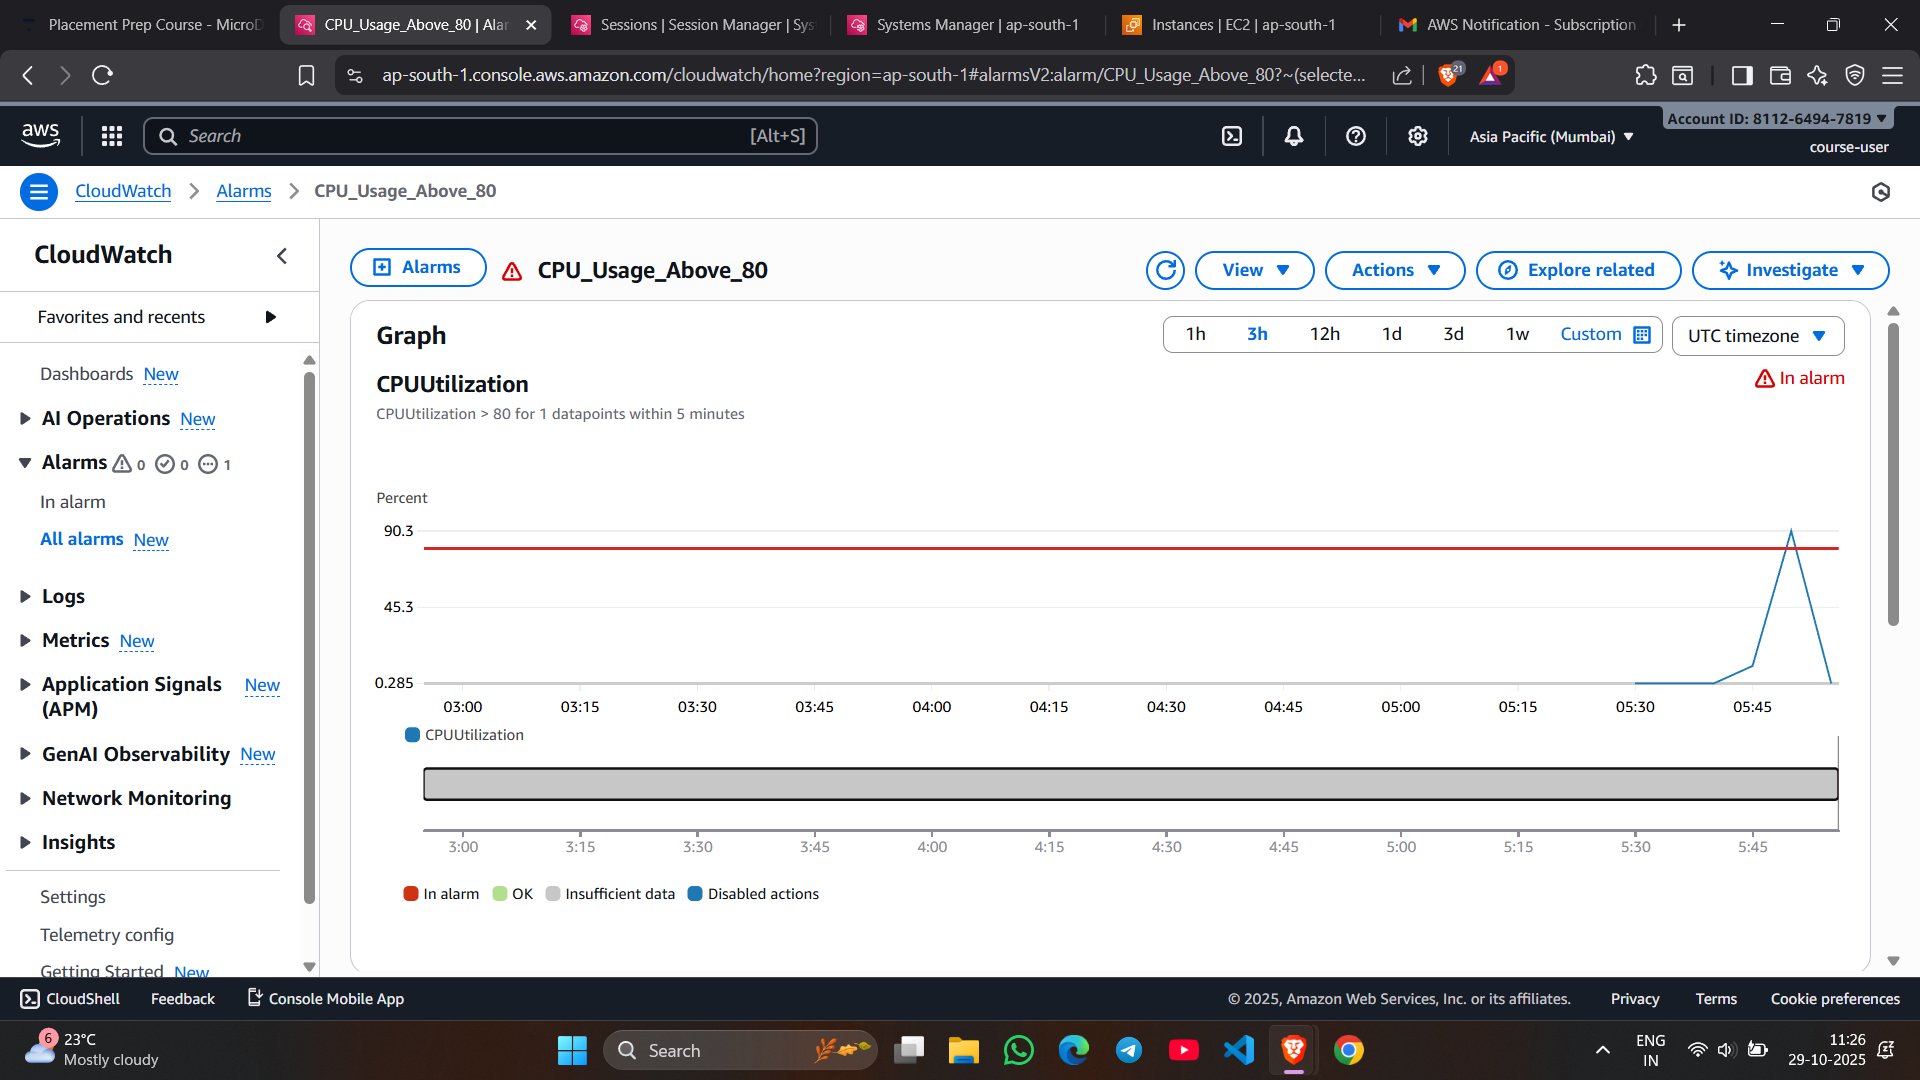 Placement Prep Course - MicroD
CPU_Usage_Above_80 | Alar
Sessions | Session Manager | Sys
Systems Manager | ap-south-1
Instances | EC2 | ap-south-1
AWS Notification - Subscription
ap-south-1.console.aws.amazon.com/cloudwatch/home?region=ap-south-1#alarmsV2:alarm/CPU_Usage_Above_80?~(selecte...
21
1
aws
Search
[Alt+S]
Asia Pacific (Mumbai)
Account ID: 8112-6494-7819
course-user
CloudWatch
Alarms
CPU_Usage_Above_80
CloudWatch
Favorites and recents
Dashboards New
AI Operations New
Alarms 0 0 1
In alarm
All alarms New
Logs
Metrics New
Application Signals New
(APM)
GenAI Observability New
Network Monitoring
Insights
Settings
Telemetry config
Getting Started New
Alarms
CPU_Usage_Above_80
View
Actions
Explore related
Investigate
Graph
1h 3h 12h 1d 3d 1w Custom
UTC timezone
CPUUtilization
In alarm
CPUUtilization > 80 for 1 datapoints within 5 minutes
Percent
90.3
45.3
0.285
03:00 03:15 03:30 03:45 04:00 04:15 04:30 04:45 05:00 05:15 05:30 05:45
CPUUtilization
3:00 3:15 3:30 3:45 4:00 4:15 4:30 4:45 5:00 5:15 5:30 5:45
In alarm OK Insufficient data Disabled actions
CloudShell Feedback Console Mobile App
© 2025, Amazon Web Services, Inc. or its affiliates. Privacy Terms Cookie preferences
6
23°C
Mostly cloudy
Search
ENG
IN
11:26
29-10-2025